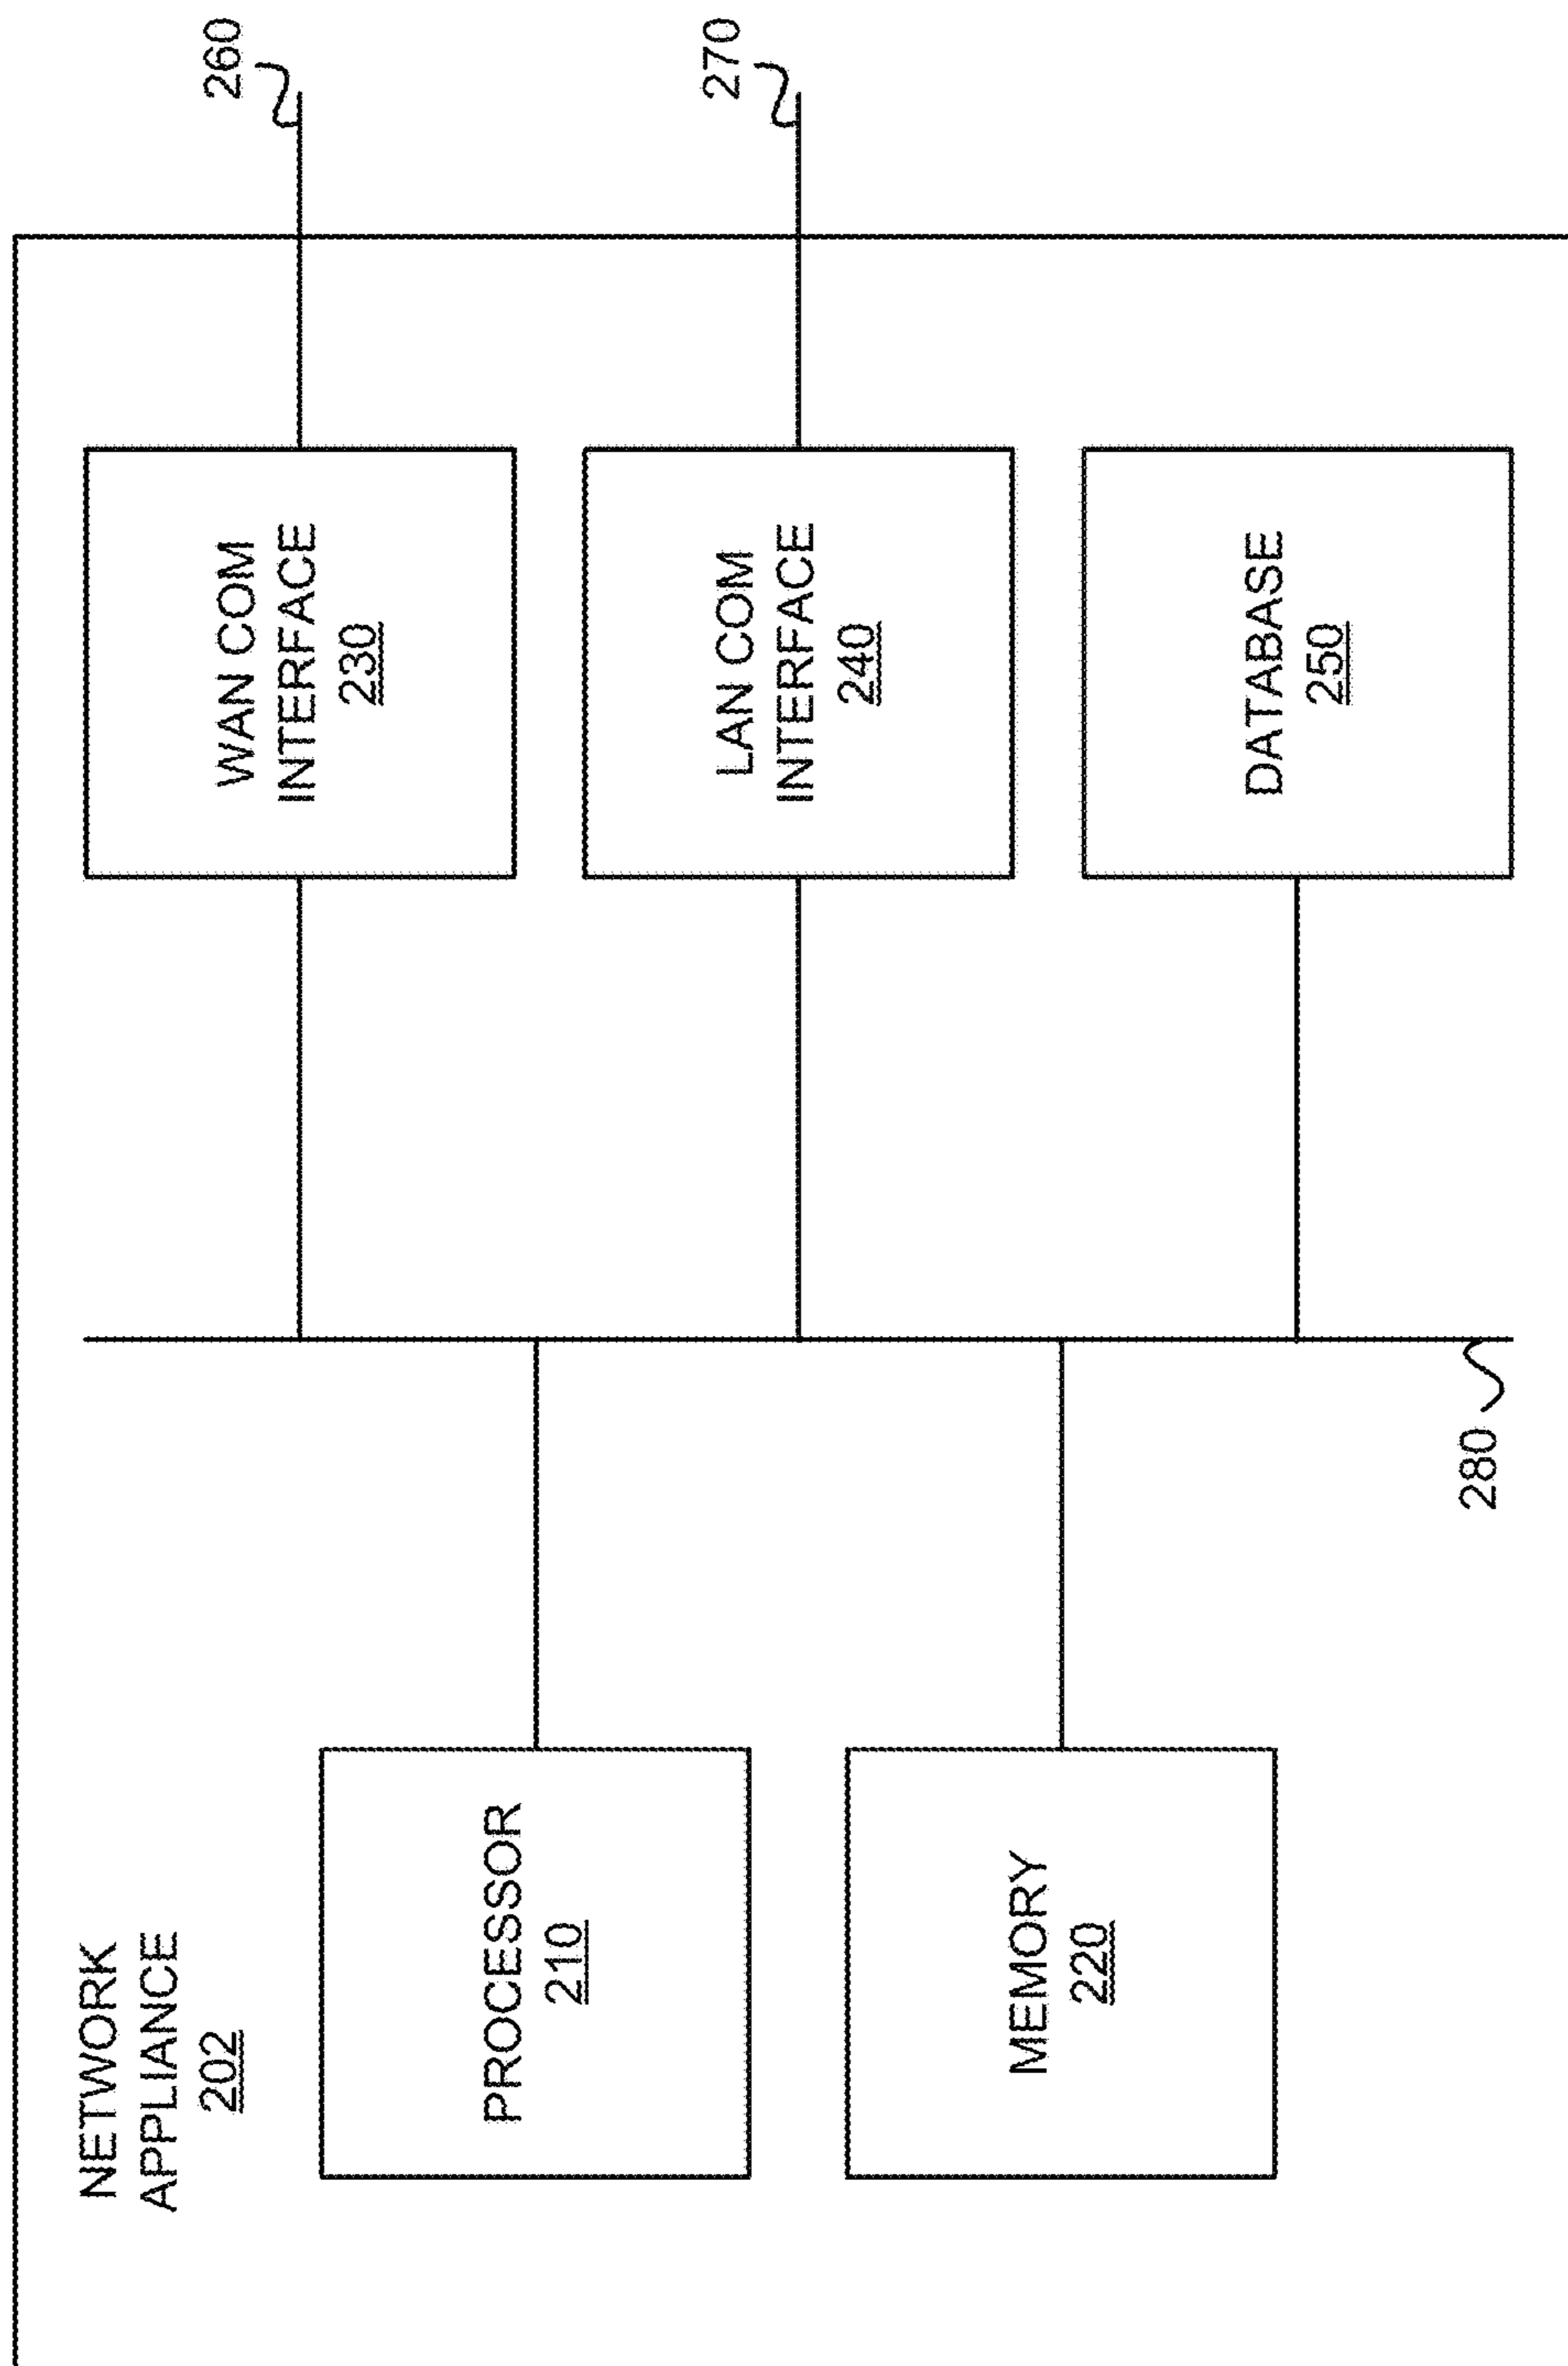 NETWORK
APPLIANCE
202
PROCESSOR
210
MEMORY
220
280
WAN COM
INTERFACE
230
LAN COM
INTERFACE
240
DATABASE
250
260
270